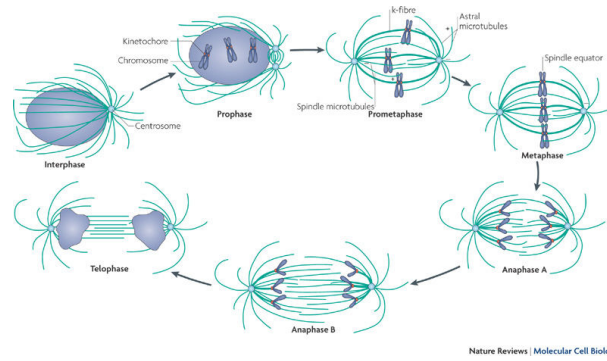 k-fibre
Astral
microtubules
Kinetochore
Chromosome
Spindle equator
Spindle microtubules
Prophase
Prometaphase
Centrosome
Interphase
Metaphase
Telophase
Anaphase A
Anaphase B
Nature Reviews | Molecular Cell Biolo